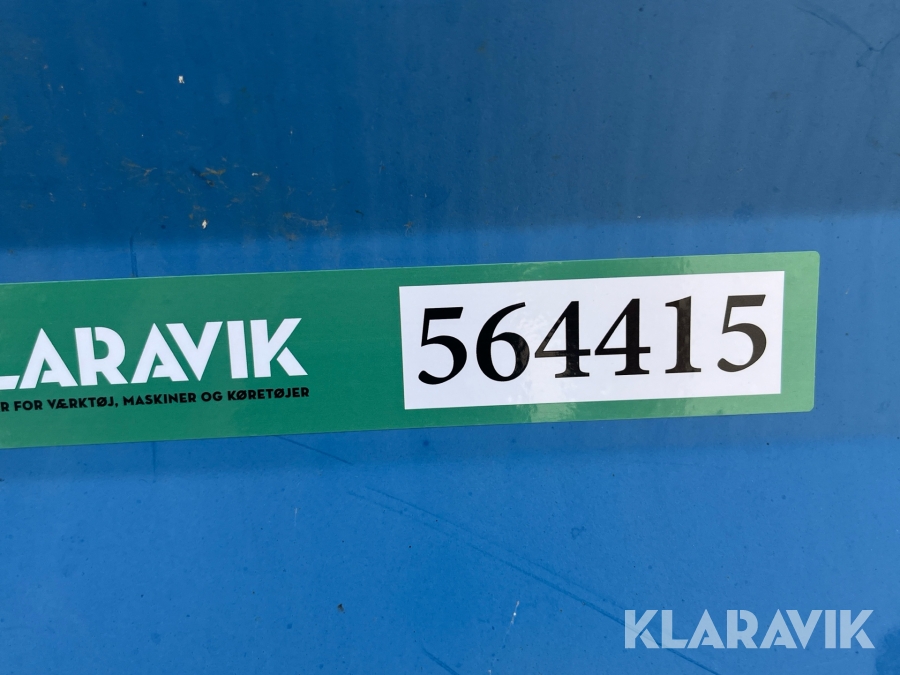 LARAVIK
R FOR VÆRKTØJ, MASKINER OG KØRETØJER
564415
KLARAVIK